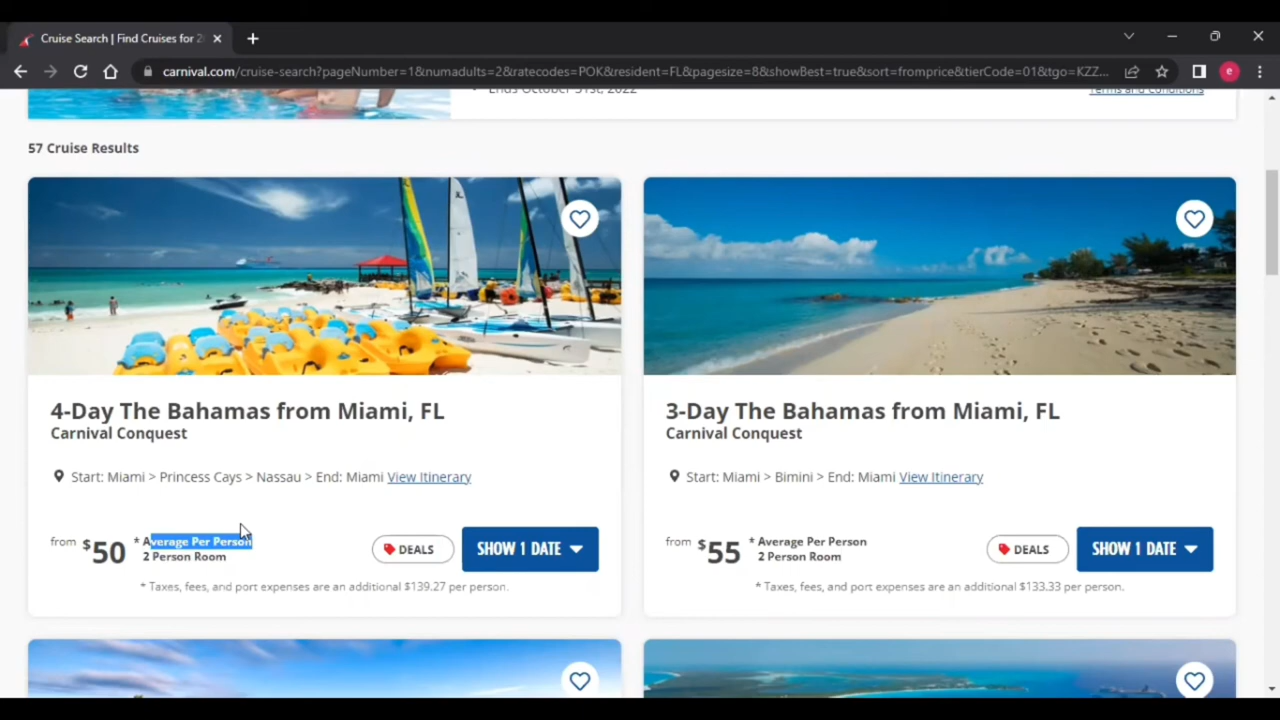 Cruise Search | Find Cruises for 2
carnival.com/cruise-search?pageNumber=1&numadults=2&ratecodes=POK&resident=FL&pagesize=8&showBest=true&sort=fromprice&tierCode=01&tgo=KZZ...
e
Ends October 31st, 2022
Terms and Conditions
57 Cruise Results
4-Day The Bahamas from Miami, FL
Carnival Conquest
Start: Miami > Princess Cays > Nassau > End: Miami View Itinerary
from $50 * Average Per Person
2 Person Room
DEALS
SHOW 1 DATE
* Taxes, fees, and port expenses are an additional $139.27 per person.
3-Day The Bahamas from Miami, FL
Carnival Conquest
Start: Miami > Bimini > End: Miami View Itinerary
from $55 * Average Per Person
2 Person Room
DEALS
SHOW 1 DATE
* Taxes, fees, and port expenses are an additional $133.33 per person.